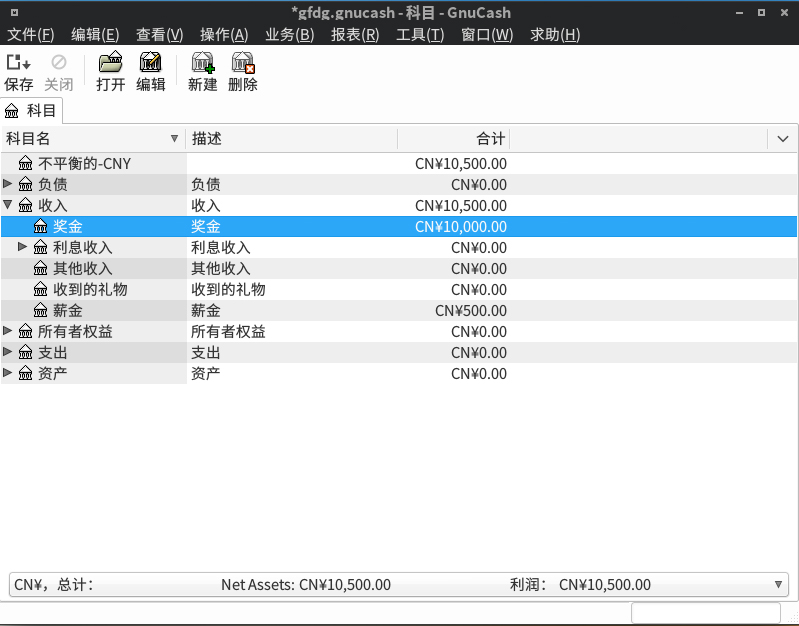 *gfdg.gnucash - 科目 - GnuCash
文件(F) 编辑(E) 查看(V) 操作(A) 业务(B) 报表(R) 工具(T) 窗口(W) 求助(H)
保存 关闭 打开 编辑 新建 删除
科目
科目名 描述 合计
不平衡的-CNY CN¥10,500.00
负债 负债 CN¥0.00
收入 收入 CN¥10,500.00
奖金 奖金 CN¥10,000.00
利息收入 利息收入 CN¥0.00
其他收入 其他收入 CN¥0.00
收到的礼物 收到的礼物 CN¥0.00
薪金 薪金 CN¥500.00
所有者权益 所有者权益 CN¥0.00
支出 支出 CN¥0.00
资产 资产 CN¥0.00
CN¥，总计： Net Assets: CN¥10,500.00 利润： CN¥10,500.00